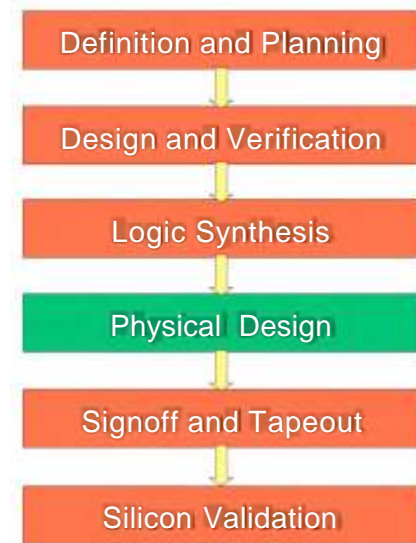 Definition and Planning
Design and Verification
Logic Synthesis
Physical Design
Signoff and Tapeout
Silicon Validation